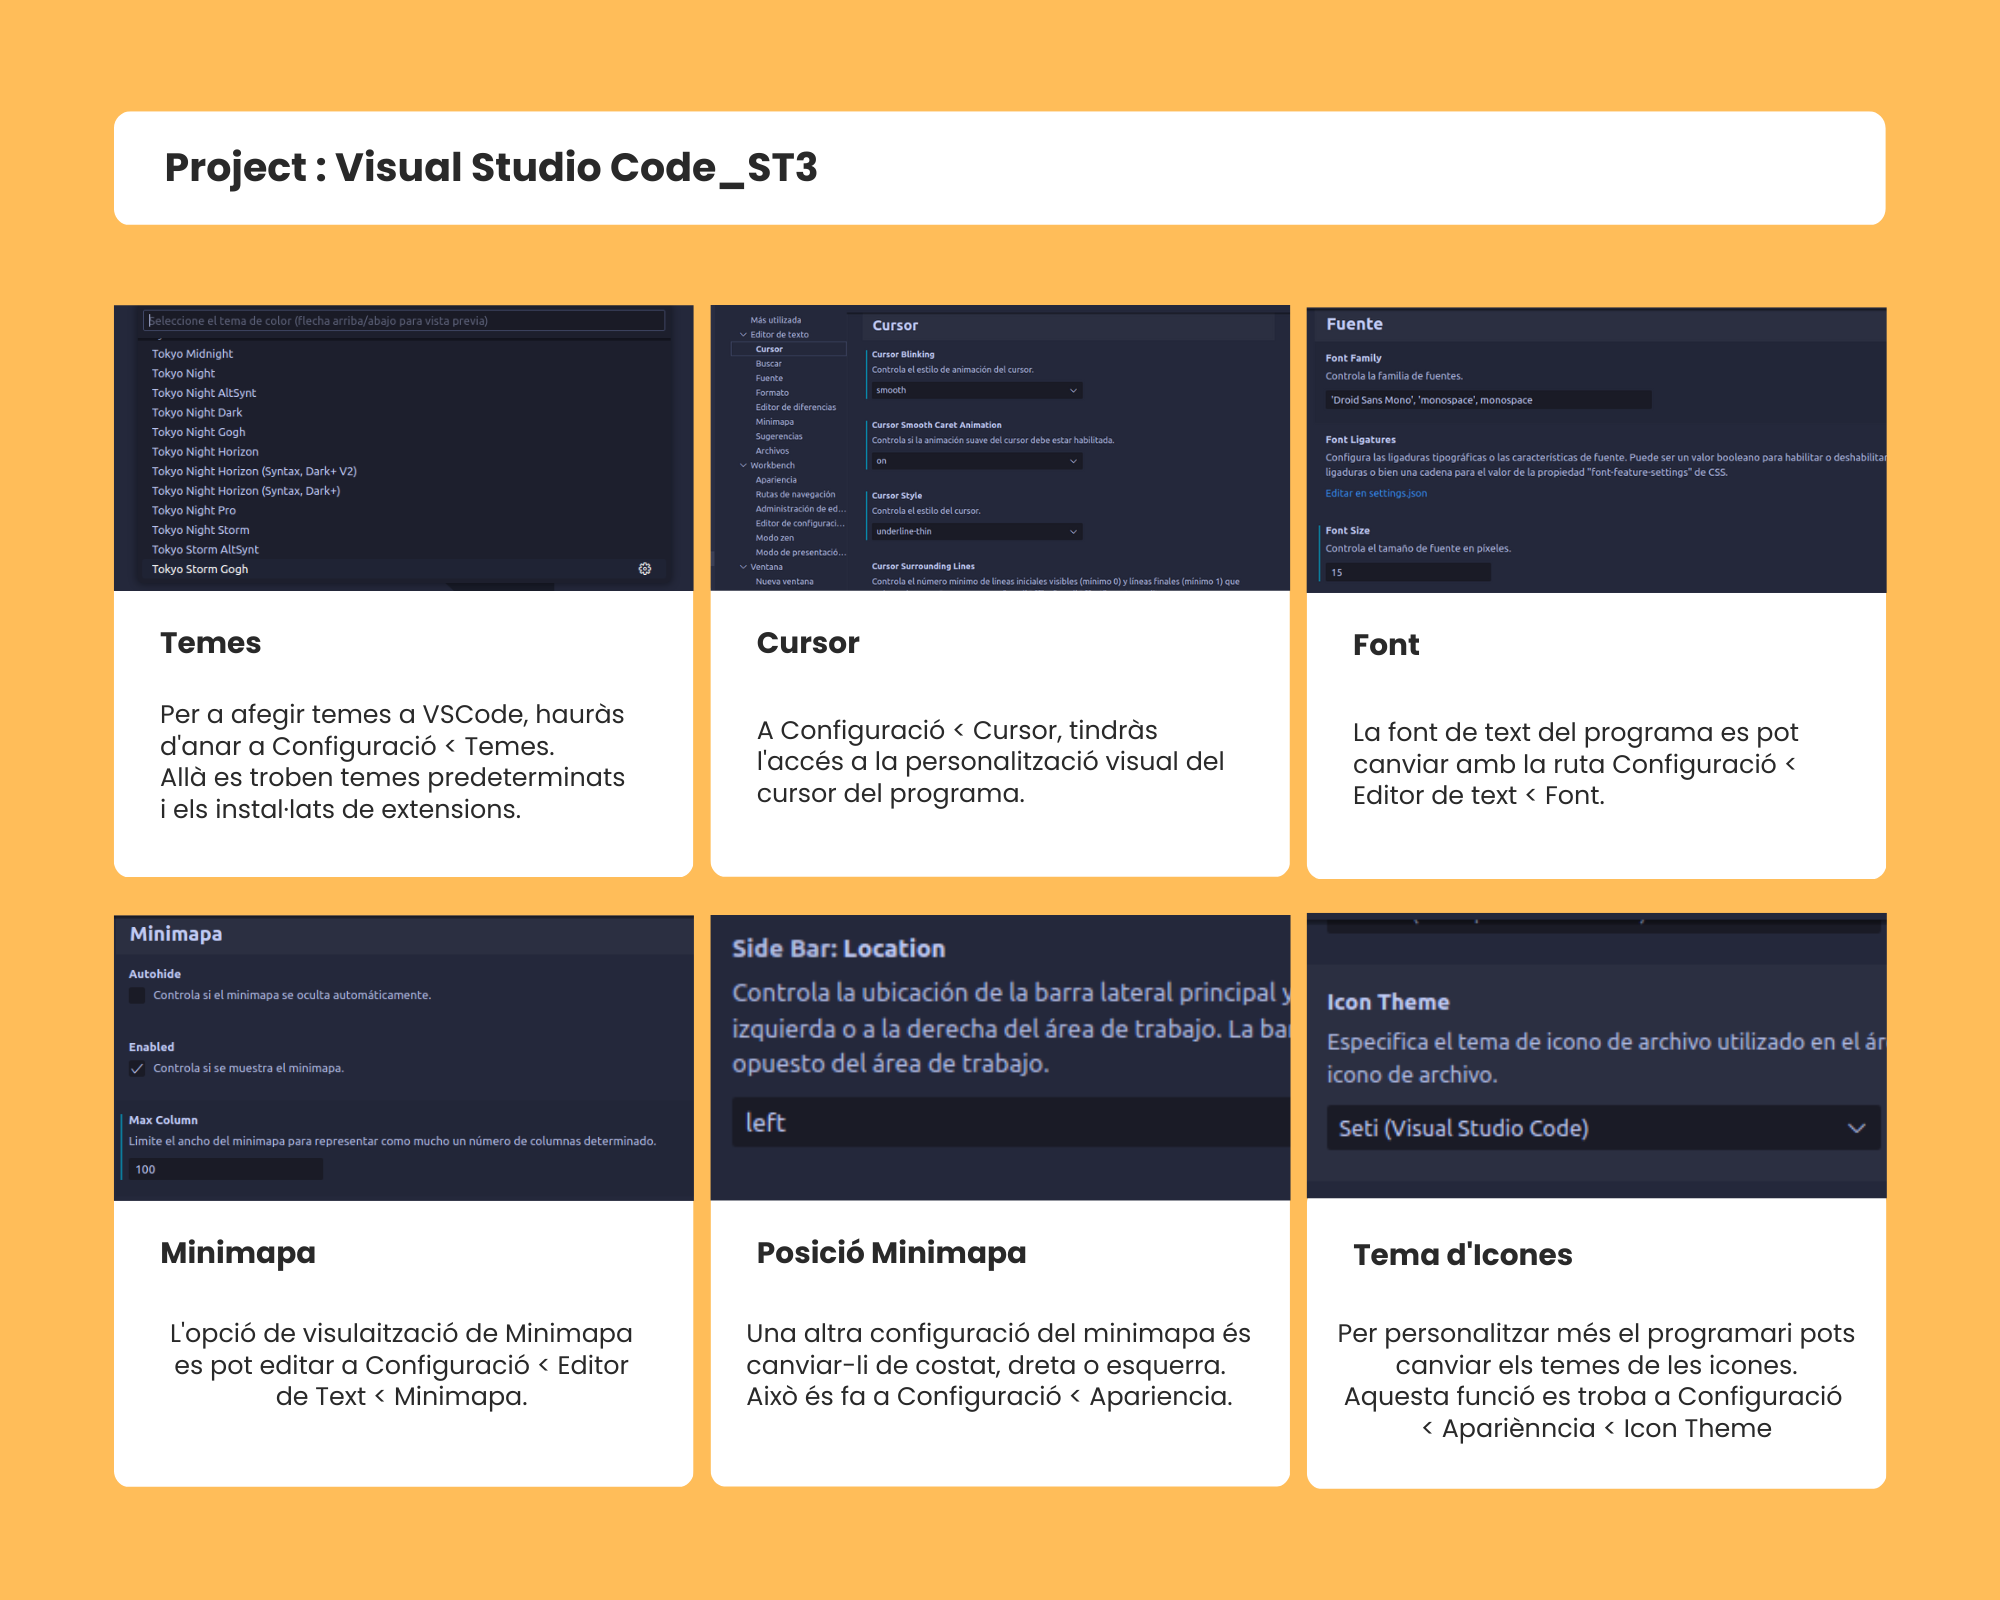 Project : Visual Studio Code_ST3
Seleccione el tema de color (flecha arriba/abajo para vista previa)
Tokyo Midnight
Tokyo Night
Tokyo Night AltSynt
Tokyo Night Dark
Tokyo Night Gogh
Tokyo Night Horizon
Tokyo Night Horizon (Syntax, Dark+ V2)
Tokyo Night Horizon (Syntax, Dark+)
Tokyo Night Pro
Tokyo Night Storm
Tokyo Storm AltSynt
Tokyo Storm Gogh
Temes
Per a afegir temes a VSCode, hauràs
d'anar a Configuració < Temes.
Allà es troben temes predeterminats
i els instal·lats de extensions.
Más utilizada
Editor de texto
Cursor
Buscar
Fuente
Formato
Editor de diferencias
Minimapa
Sugerencias
Archivos
Workbench
Apariencia
Rutas de navegación
Administración de ed...
Editor de configuraci...
Modo zen
Modo de presentació...
Ventana
Nueva ventana
Cursor
Cursor Blinking
Controla el estilo de animación del cursor.
smooth
Cursor Smooth Caret Animation
Controla si la animación suave del cursor debe estar habilitada.
on
Cursor Style
Controla el estilo del cursor.
underline-thin
Cursor Surrounding Lines
Controla el número mínimo de líneas iniciales visibles (mínimo 0) y líneas finales (mínimo 1) que
Cursor
A Configuració < Cursor, tindràs
l'accés a la personalització visual del
cursor del programa.
Fuente
Font Family
Controla la familia de fuentes.
'Droid Sans Mono', 'monospace', monospace
Font Ligatures
Configura las ligaduras tipográficas o las características de fuente. Puede ser un valor booleano para habilitar o deshabilitar
ligaduras o bien una cadena para el valor de la propiedad "font-feature-settings" de CSS.
Editar en settings.json
Font Size
Controla el tamaño de fuente en píxeles.
15
Font
La font de text del programa es pot
canviar amb la ruta Configuració <
Editor de text < Font.
Minimapa
Autohide
Controla si el minimapa se oculta automáticamente.
Enabled
Controla si se muestra el minimapa.
Max Column
Limite el ancho del minimapa para representar como mucho un número de columnas determinado.
100
Minimapa
L'opció de visulaització de Minimapa
es pot editar a Configuració < Editor
de Text < Minimapa.
Side Bar: Location
Controla la ubicación de la barra lateral principal y
izquierda o a la derecha del área de trabajo. La bar
opuesto del área de trabajo.
left
Posició Minimapa
Una altra configuració del minimapa és
canviar-li de costat, dreta o esquerra.
Això és fa a Configuració < Apariencia.
Icon Theme
Especifica el tema de icono de archivo utilizado en el ár
icono de archivo.
Seti (Visual Studio Code)
Tema d'Icones
Per personalitzar més el programari pots
canviar els temes de les icones.
Aquesta funció es troba a Configuració
< Apariènncia < Icon Theme